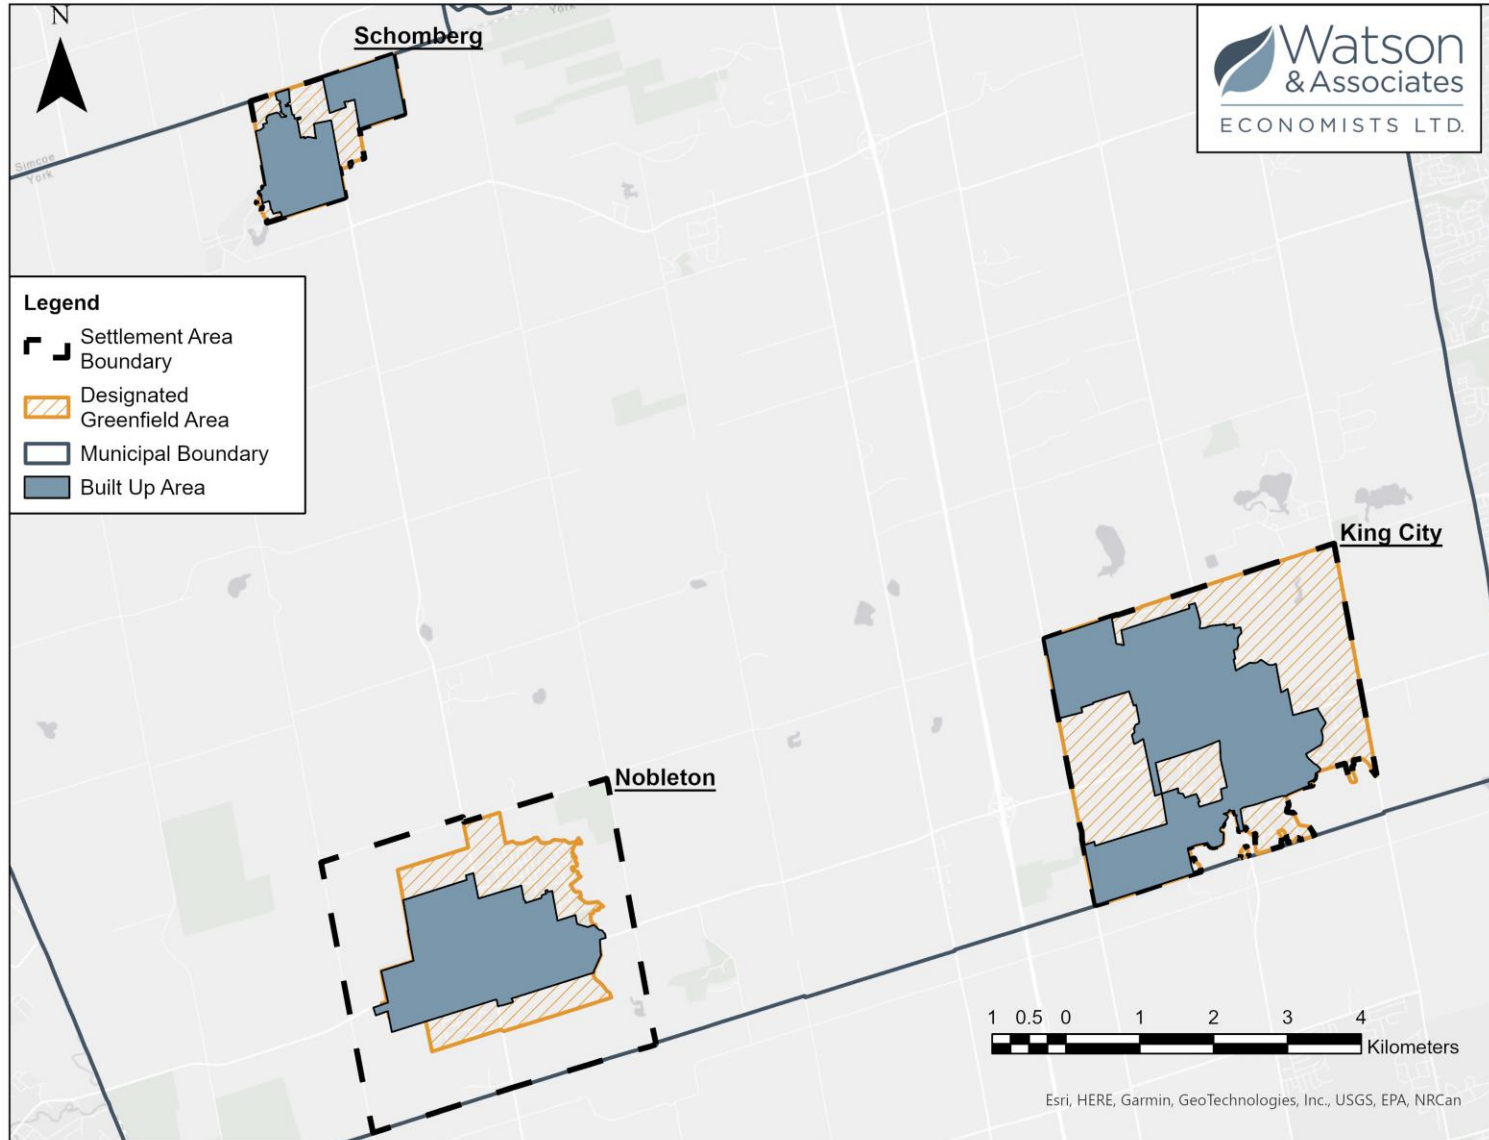 N
Schomberg
York
Watson
& Associates
ECONOMISTS LTD.
Simcoe
York
Legend
Settlement Area
Boundary
Designated
Greenfield Area
Municipal Boundary
Built Up Area
King City
Nobleton
1 0.5 0 1 2 3 4
Kilometers
Esri, HERE, Garmin, GeoTechnologies, Inc., USGS, EPA, NRCan